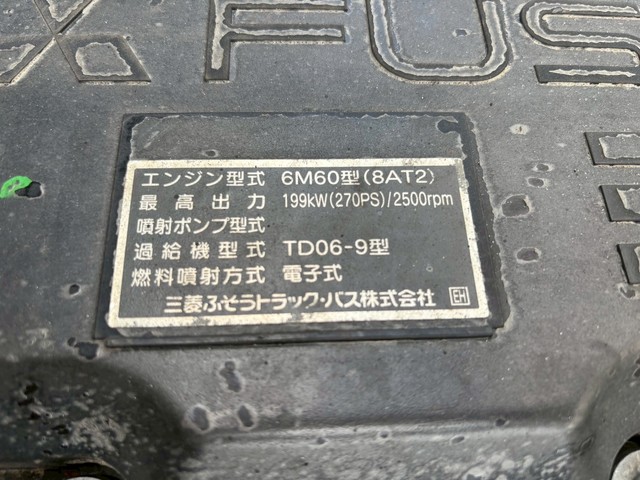 FUS
エンジン型式 6M60型(8AT2)
最高出力 199kW(270PS)/2500rpm
噴射ポンプ型式
過給機型式 TD06-9型
燃料噴射方式 電子式
三菱ふそうトラック・バス株式会社 EH